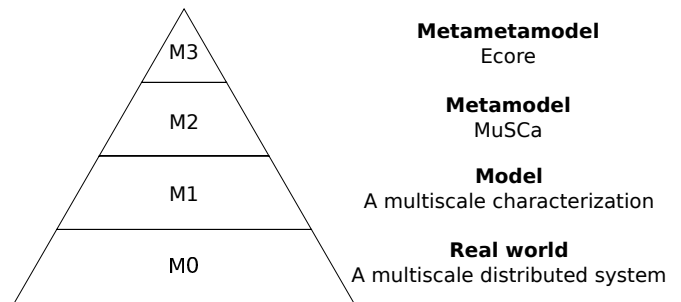 M3
Metametamodel
Ecore
M2
Metamodel
MuSCa
M1
Model
A multiscale characterization
M0
Real world
A multiscale distributed system